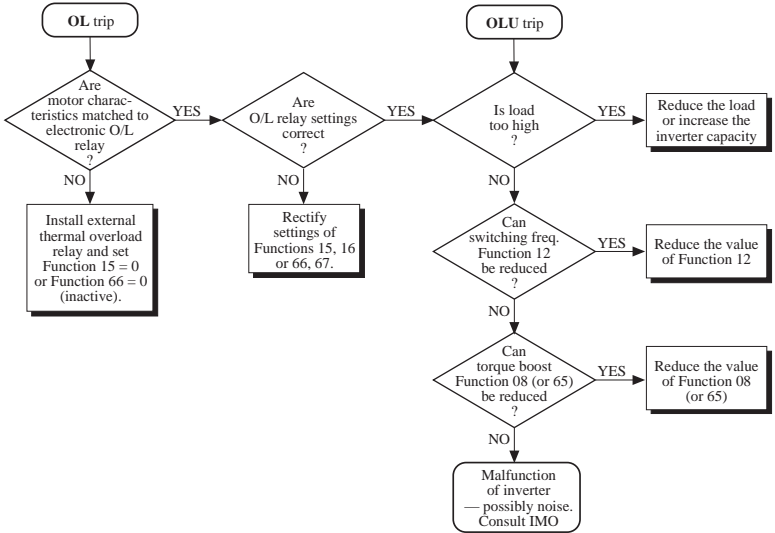 OL trip
OLU trip
Are
motor charac-
teristics matched to
electronic O/L
relay
?
YES
Are
O/L relay settings
correct
?
YES
Is load
too high
?
YES
Reduce the load
or increase the
inverter capacity
NO
NO
NO
Install external
thermal overload
relay and set
Function 15 = 0
or Function 66 = 0
(inactive).
Rectify
settings of
Functions 15, 16
or 66, 67.
Can
switching freq.
Function 12
be reduced
?
YES
Reduce the value
of Function 12
NO
Can
torque boost
Function 08 (or 65)
be reduced
?
YES
Reduce the value
of Function 08
(or 65)
NO
Malfunction
of inverter
— possibly noise.
Consult IMO